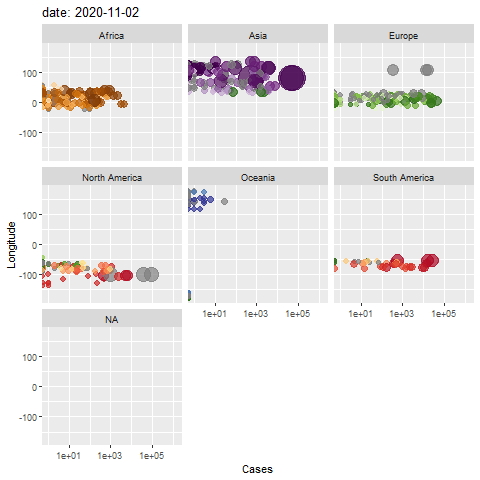 date: 2020-11-02
Africa Asia Europe
100
0
-100
North America Oceania South America
Longitude
100
0
-100
1e+01 1e+03 1e+05 1e+01 1e+03 1e+05
NA
100
0
-100
1e+01 1e+03 1e+05
Cases